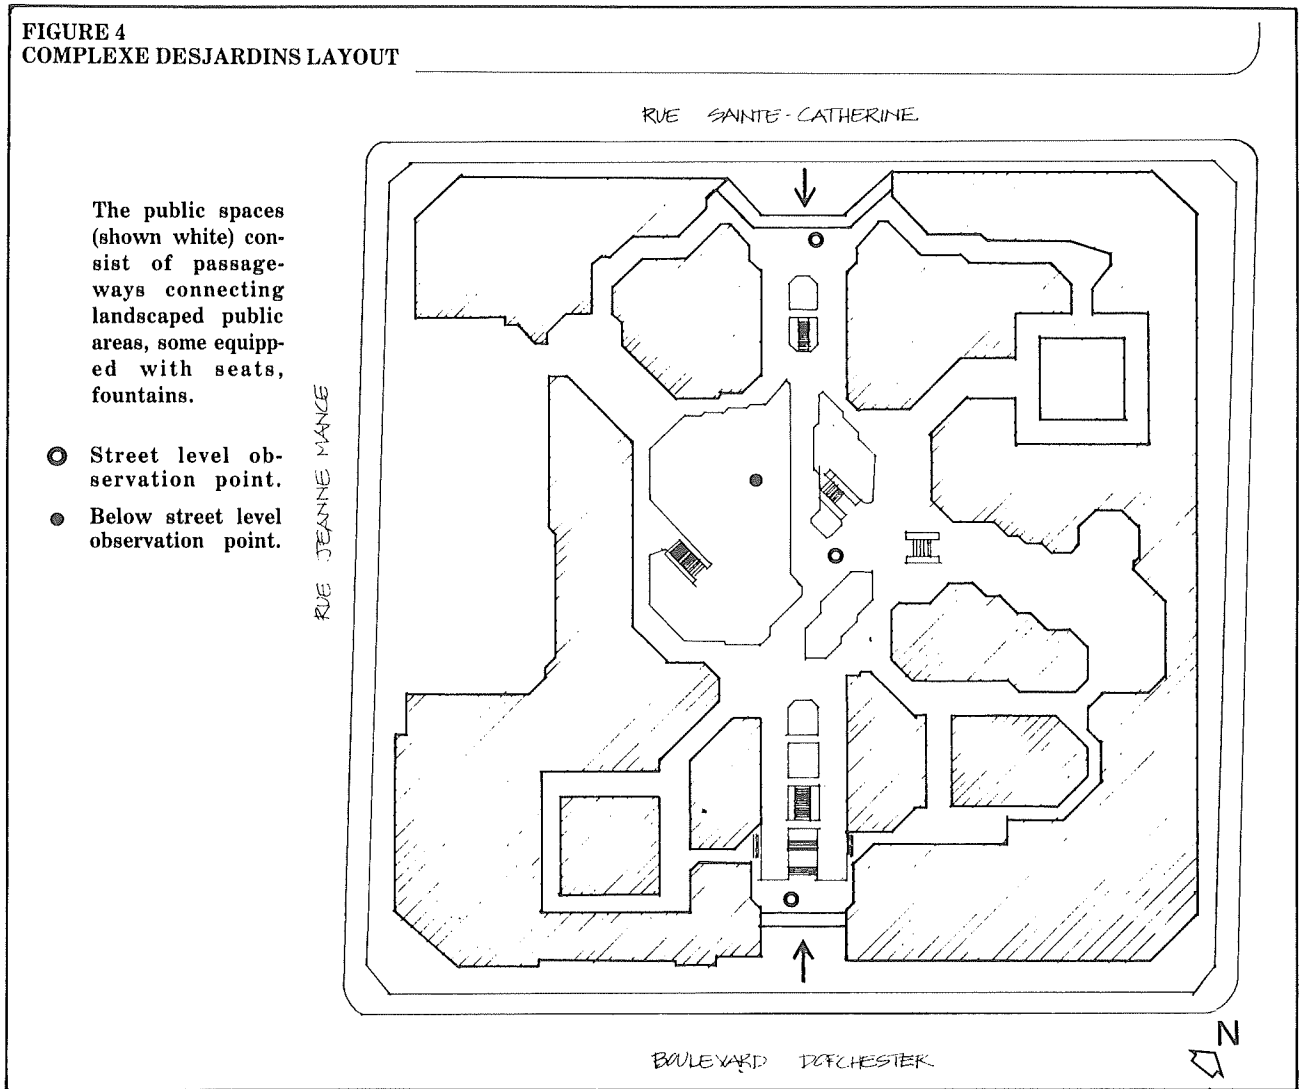 FIGURE 4
COMPLEXE DESJARDINS LAYOUT
RUE SAINTE-CATHERINE
The public spaces
(shown white) con-
sist of passage-
ways connecting
landscaped public
areas, some equipp-
ed with seats,
fountains.
Street level ob-
servation point.
Below street level
observation point.
RUE JEANNE MANCE
BOULEVARD DORCHESTER
N